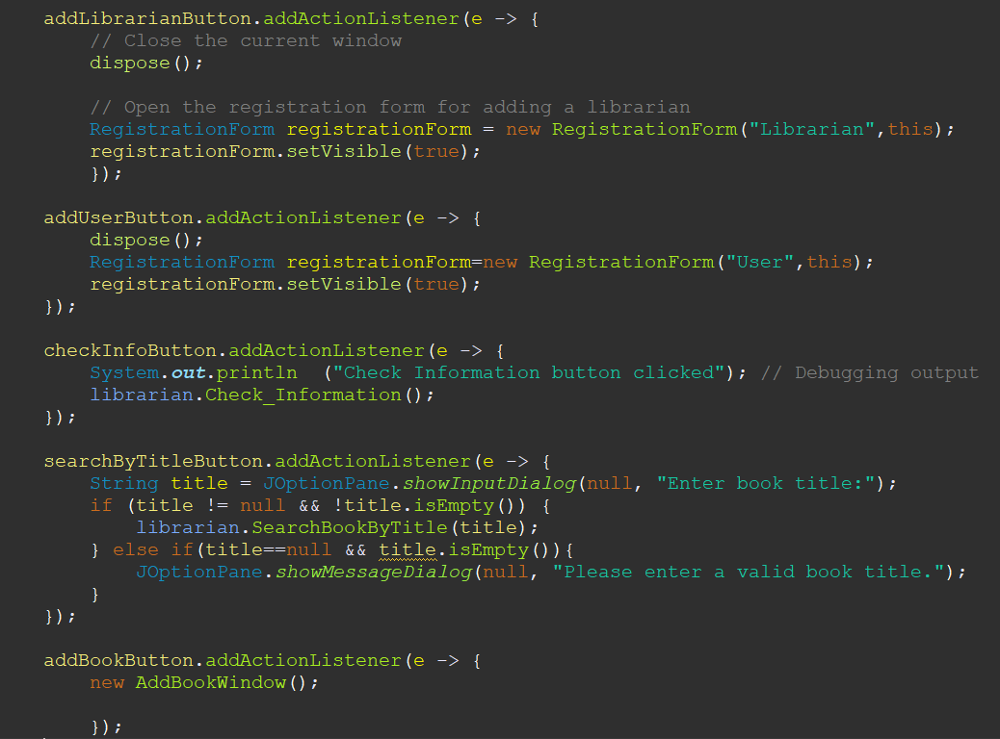 addLibrarianButton.addActionListener(e -> {
    // Close the current window
    dispose();

    // Open the registration form for adding a librarian
    RegistrationForm registrationForm = new RegistrationForm("Librarian",this);
    registrationForm.setVisible(true);
    });

addUserButton.addActionListener(e -> {
    dispose();
    RegistrationForm registrationForm=new RegistrationForm("User",this);
    registrationForm.setVisible(true);
});

checkInfoButton.addActionListener(e -> {
    System.out.println  ("Check Information button clicked"); // Debugging output
    librarian.Check_Information();
});

searchByTitleButton.addActionListener(e -> {
    String title = JOptionPane.showInputDialog(null, "Enter book title:");
    if (title != null && !title.isEmpty()) {
        librarian.SearchBookByTitle(title);
    } else if(title==null && title.isEmpty()){
        JOptionPane.showMessageDialog(null, "Please enter a valid book title.");
    }
});

addBookButton.addActionListener(e -> {
    new AddBookWindow();

    });